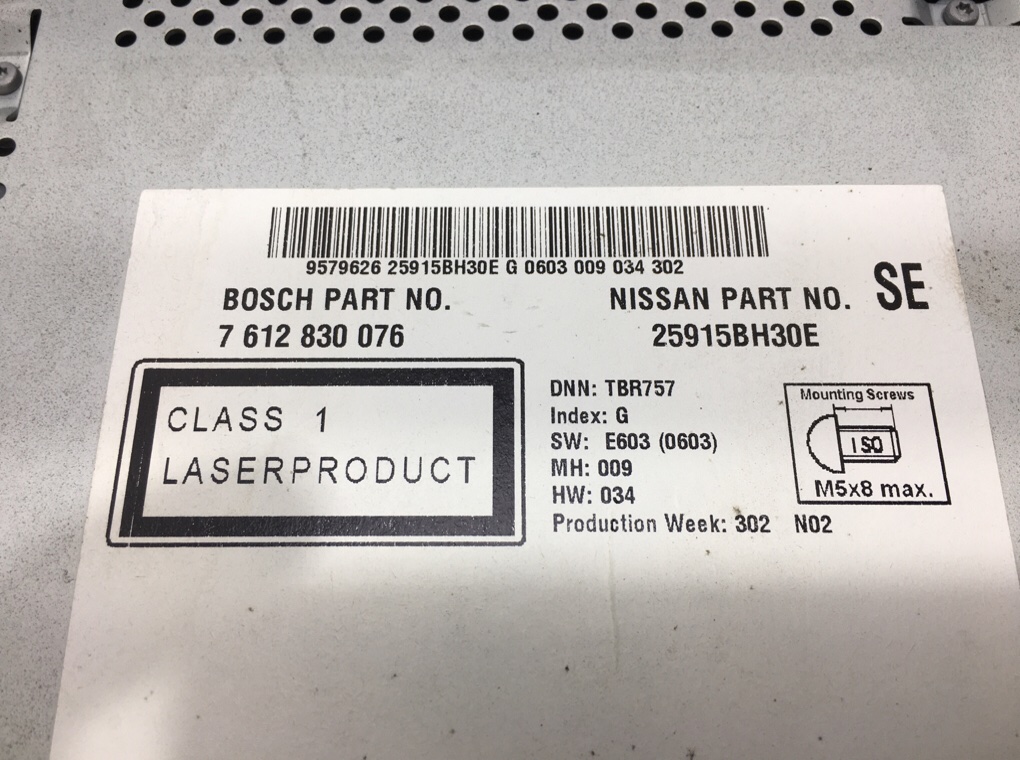 9579626 25915BH30E G 0603 009 034 302
BOSCH PART NO.
7 612 830 076
NISSAN PART NO.
25915BH30E
SE
CLASS 1
LASERPRODUCT
DNN: TBR757
Index: G
SW: E603 (0603)
MH: 009
HW: 034
Production Week: 302 N02
Mounting Screws
ISO
M5x8 max.